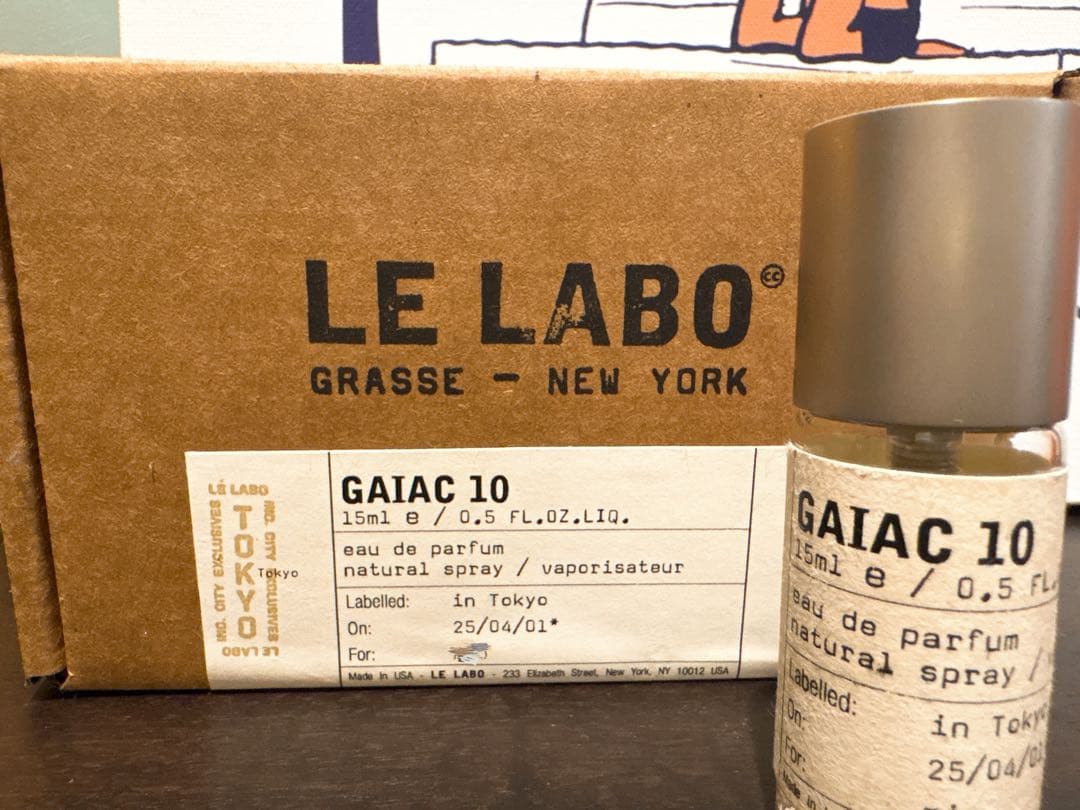 LE LABO
GRASSE — NEW YORK
LE LABO
TOKYO
IND. CITY EXCLUSIVES
IND. CITY EXCLUSIVES
LE LABO
Tokyo
GAIAC 10
15ml e / 0.5 FL.OZ.LIQ.
eau de parfum
natural spray / vaporisateur
Labelled: in Tokyo
On: 25/04/01*
For:
Made in USA - LE LABO - 233 Elizabeth Street, New York, NY 10012 USA
GAIAC 10
15ml e / 0.5 FL.
eau de parfum
natural spray /
Labelled: in Tokyo
On: 25/04/01
For: